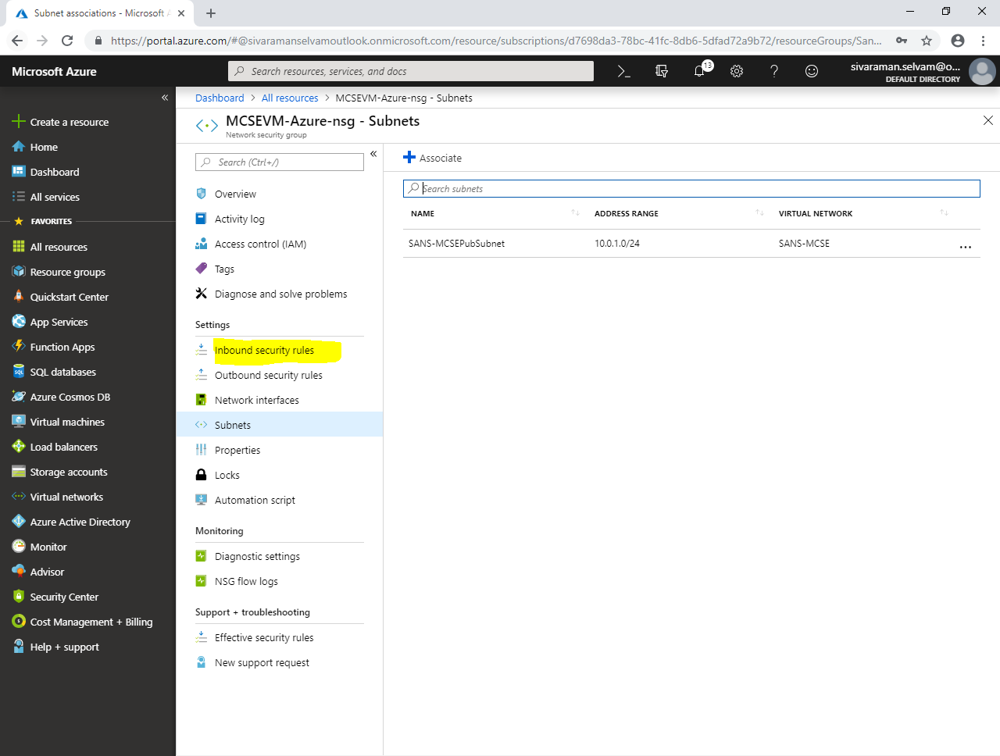 Subnet associations - Microsoft A
https://portal.azure.com/#@sivaramanselvamoutlook.onmicrosoft.com/resource/subscriptions/d7698da3-78bc-41fc-8db6-5dfad72a9b72/resourceGroups/San...
Microsoft Azure
Search resources, services, and docs
13
sivaraman.selvam@o...
DEFAULT DIRECTORY
Create a resource
Home
Dashboard
All services
FAVORITES
All resources
Resource groups
Quickstart Center
App Services
Function Apps
SQL databases
Azure Cosmos DB
Virtual machines
Load balancers
Storage accounts
Virtual networks
Azure Active Directory
Monitor
Advisor
Security Center
Cost Management + Billing
Help + support
Dashboard > All resources > MCSEVM-Azure-nsg - Subnets
MCSEVM-Azure-nsg - Subnets
Network security group
Search (Ctrl+/)
Overview
Activity log
Access control (IAM)
Tags
Diagnose and solve problems
Settings
Inbound security rules
Outbound security rules
Network interfaces
Subnets
Properties
Locks
Automation script
Monitoring
Diagnostic settings
NSG flow logs
Support + troubleshooting
Effective security rules
New support request
Associate
Search subnets
NAME ADDRESS RANGE VIRTUAL NETWORK
SANS-MCSEPubSubnet 10.0.1.0/24 SANS-MCSE ...